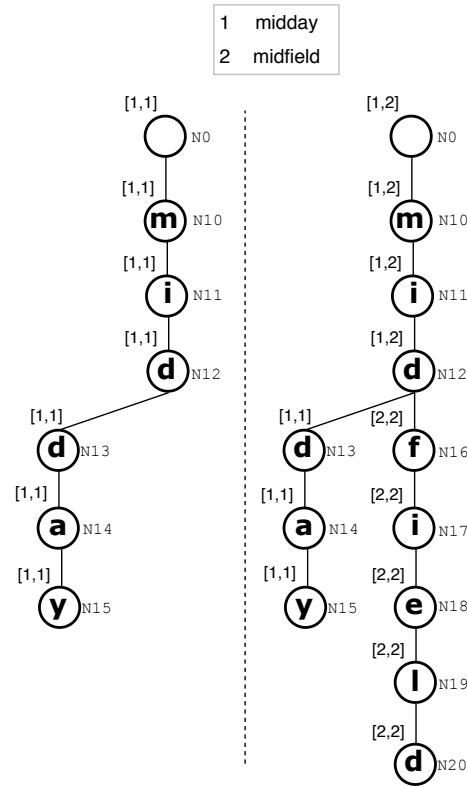 1 midday
2 midfield
[1,1]
N0
[1,1]
m N10
[1,1]
i N11
[1,1]
d N12
[1,1]
d N13
[1,1]
a N14
[1,1]
y N15
[1,2]
N0
[1,2]
m N10
[1,2]
i N11
[1,2]
d N12
[1,1]
d N13
[1,1]
a N14
[1,1]
y N15
[2,2]
f N16
[2,2]
i N17
[2,2]
e N18
[2,2]
l N19
[2,2]
d N20